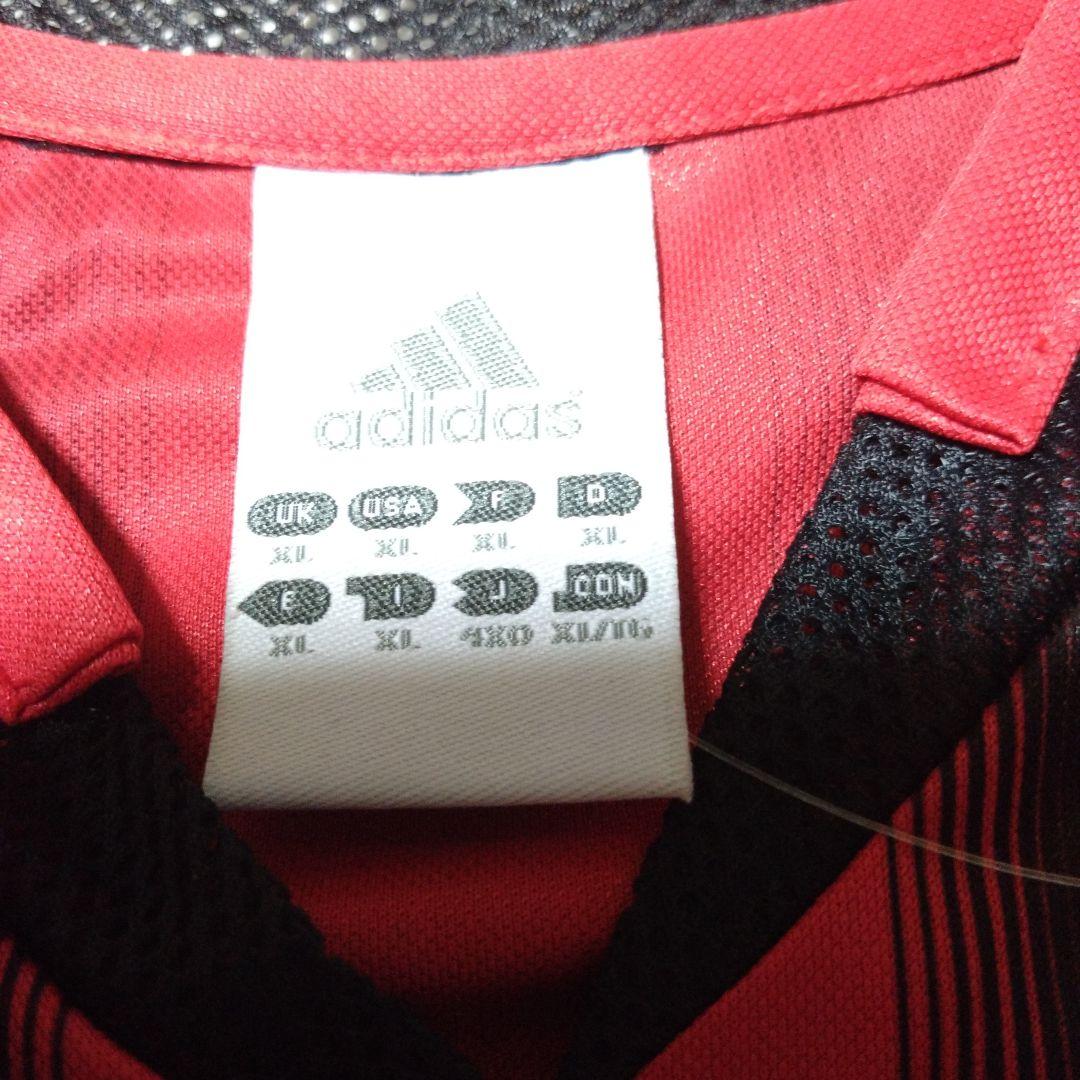 adidas
UK USA F D
XL XL XL XL
E I J CON
XL XL 4XO XL/TG